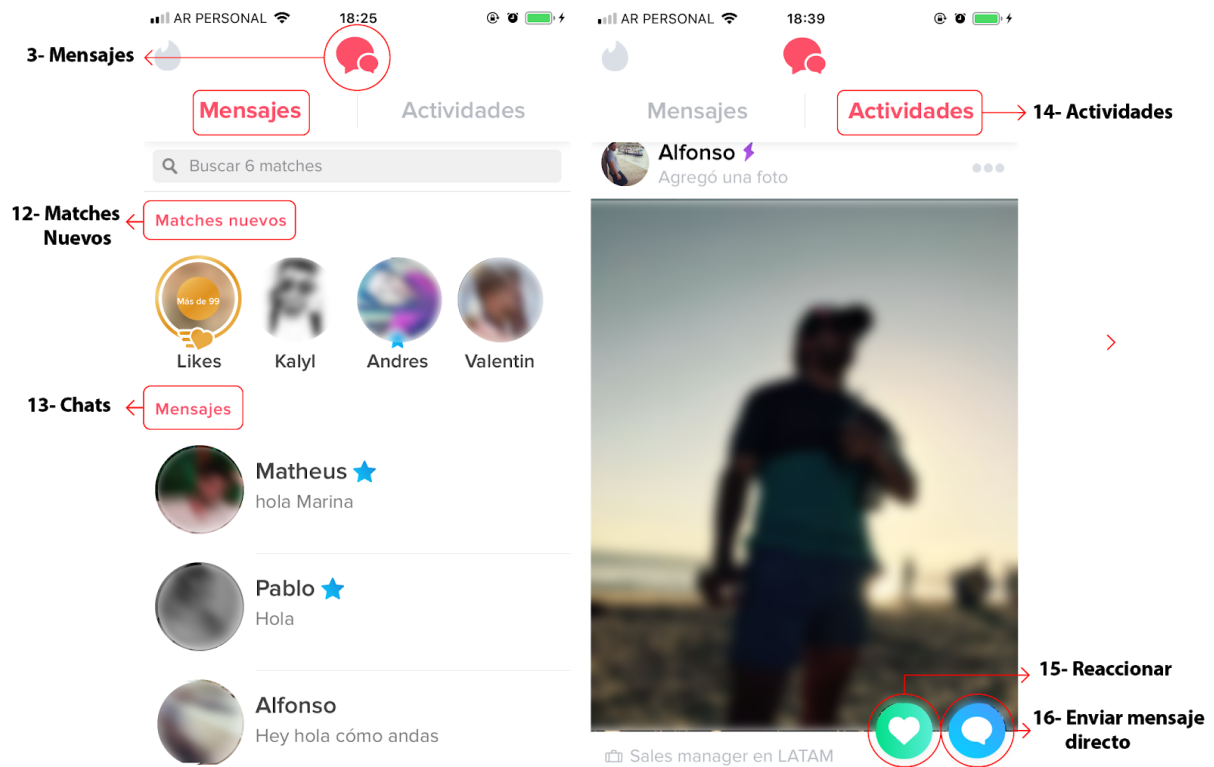 AR PERSONAL 18:25
3- Mensajes
Mensajes Actividades
Buscar 6 matches
12- Matches
Nuevos
Matches nuevos
Más de 99
Likes Kalyl Andres Valentin
13- Chats
Mensajes
Matheus
hola Marina
Pablo
Hola
Alfonso
Hey hola cómo andas
AR PERSONAL 18:39
Mensajes Actividades
14- Actividades
Alfonso
Agregó una foto
15- Reaccionar
16- Enviar mensaje
directo
Sales manager en LATAM